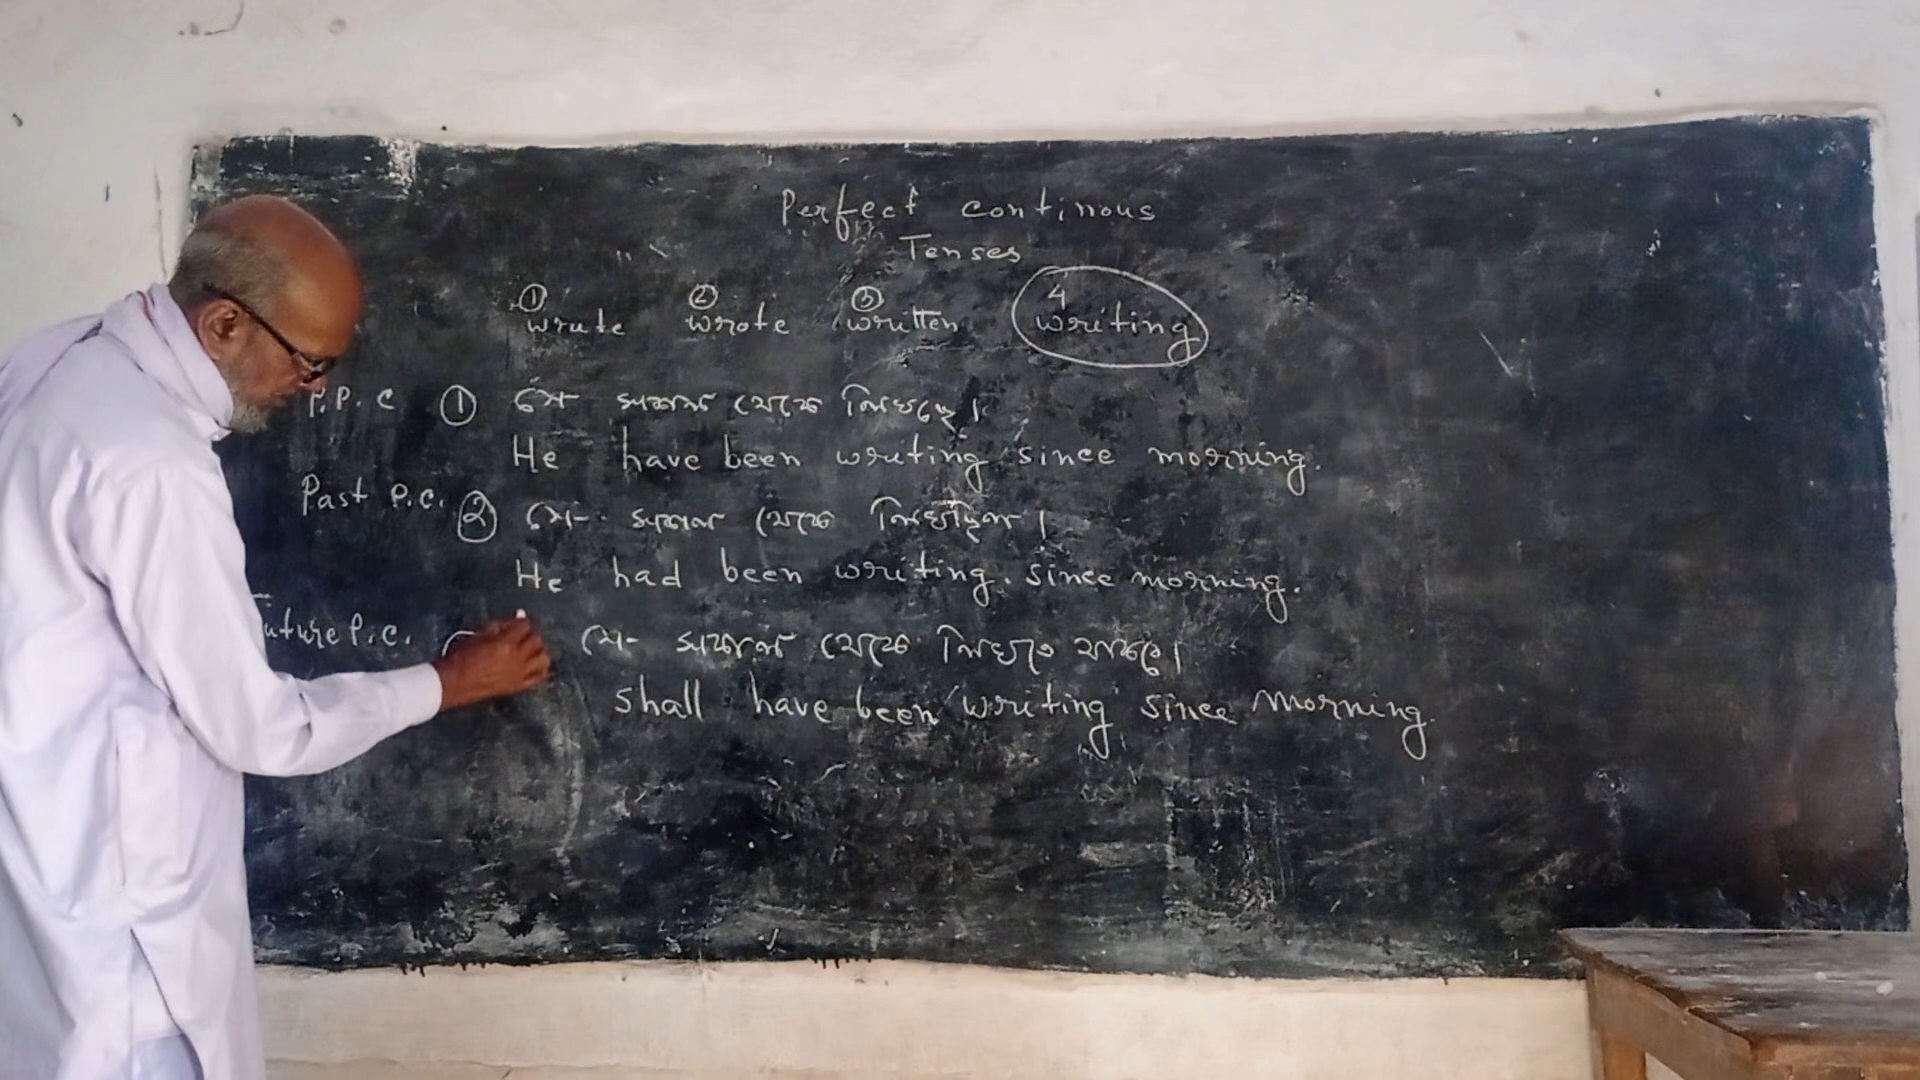 Perfect continous
Tenses
① wrute ② wrote ③ written 4 writing
P.P.C ① সে সকাল থেকে লিখছে।
He have been writing since morning.
Past P.C. ② সে সকাল থেকে লিখছিল।
He had been writing. since morning.
Future P.C. সে সকাল থেকে লিখতে থাকবে।
shall have been writing since Morning.